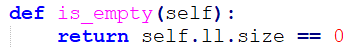 def is_empty(self):
    return self.ll.size == 0